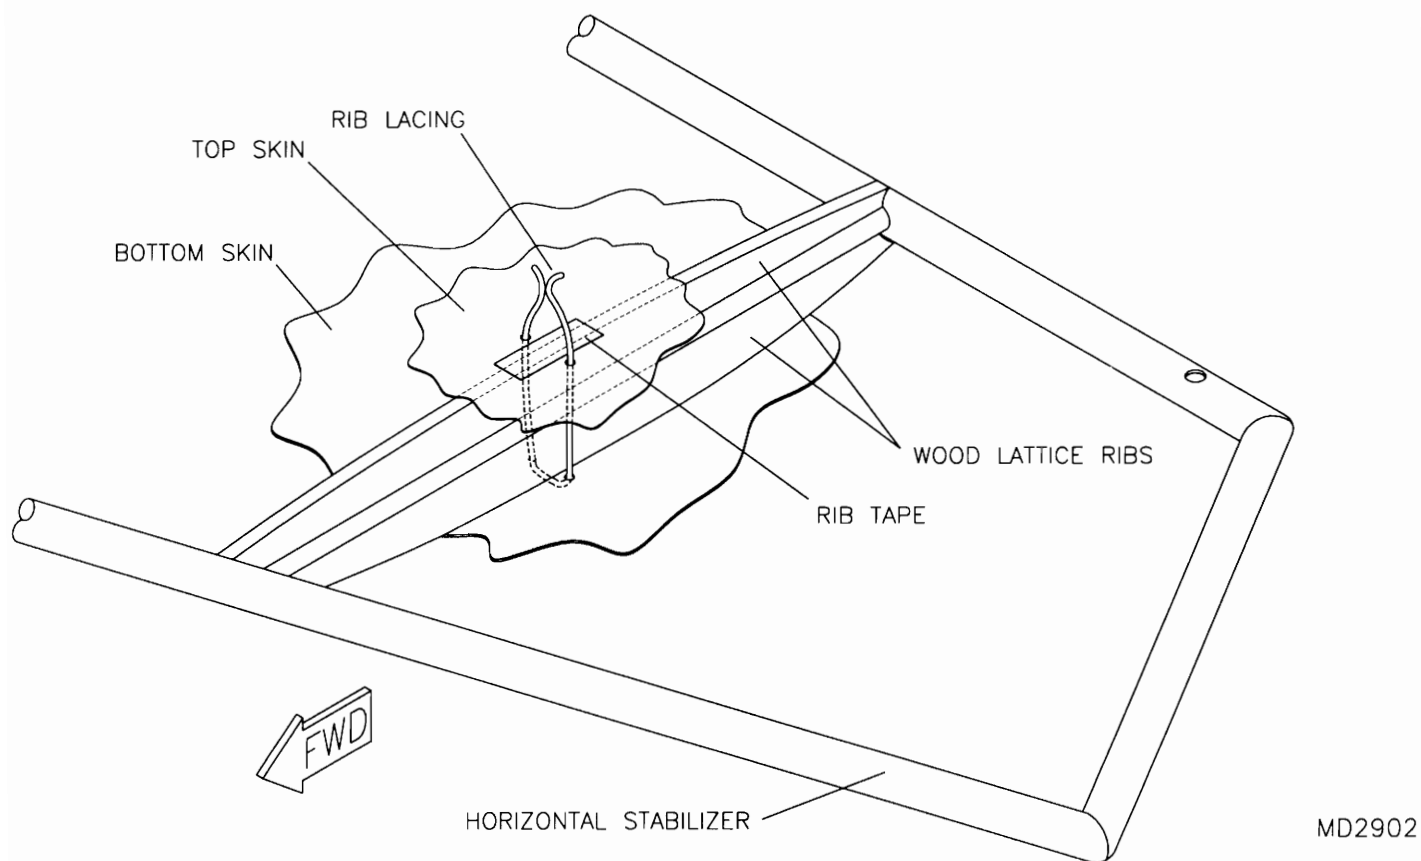 RIB LACING
TOP SKIN
BOTTOM SKIN
WOOD LATTICE RIBS
RIB TAPE
FWD
HORIZONTAL STABILIZER
MD2902